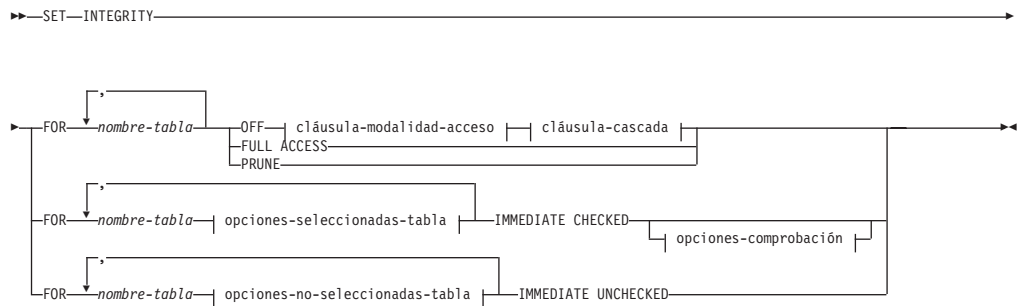 SET INTEGRITY
,
FOR nombre-tabla OFF cláusula-modalidad-acceso cláusula-cascada
FULL ACCESS
PRUNE
,
FOR nombre-tabla opciones-seleccionadas-tabla IMMEDIATE CHECKED
opciones-comprobación
,
FOR nombre-tabla opciones-no-seleccionadas-tabla IMMEDIATE UNCHECKED